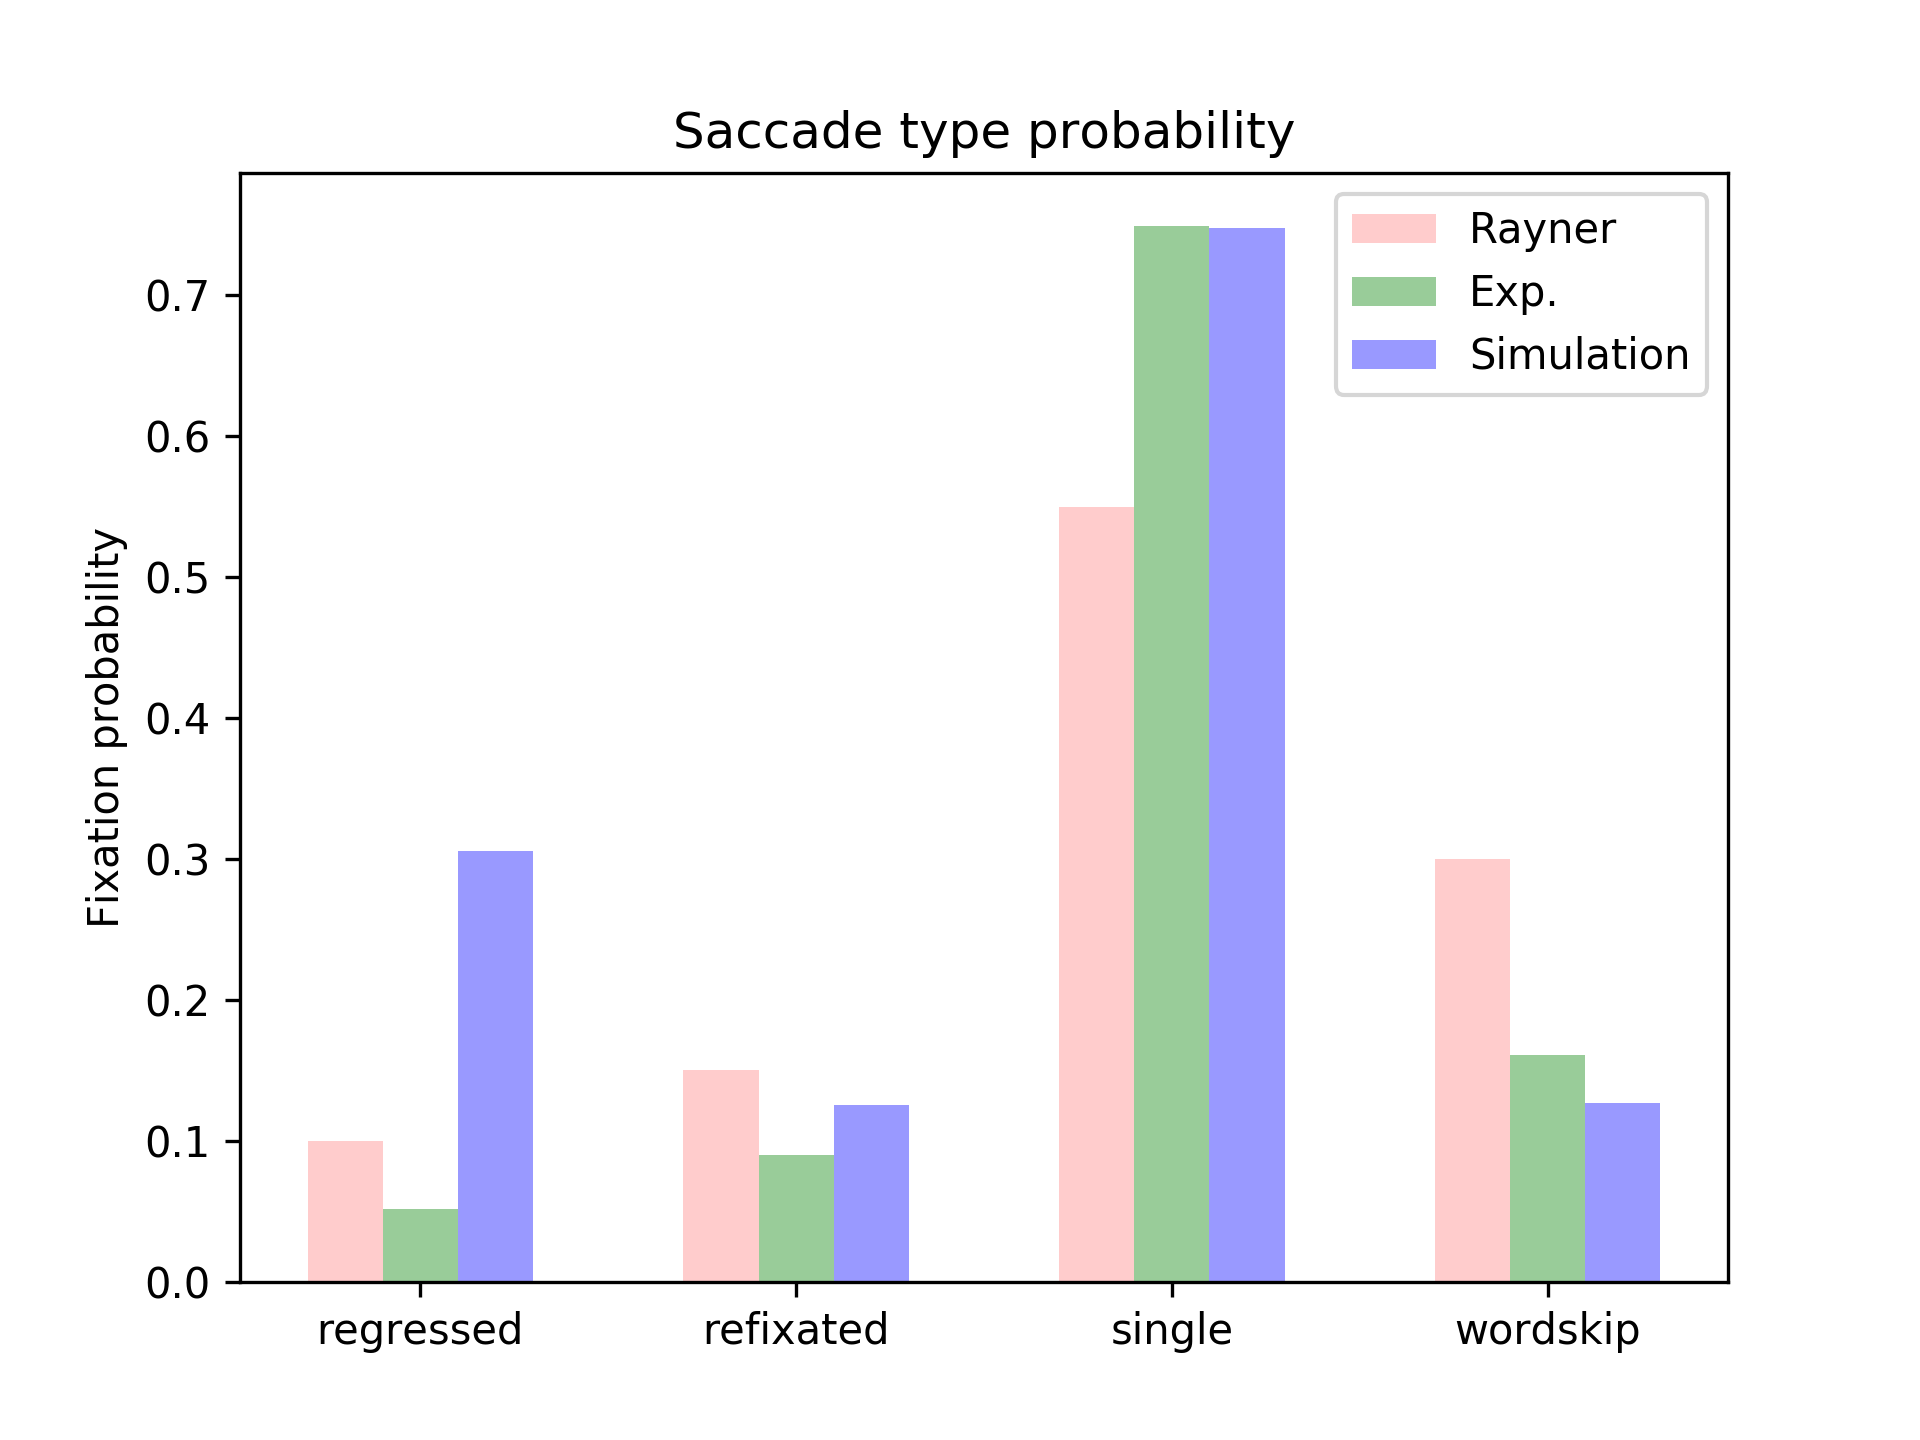 Saccade type probability
Rayner
Exp.
Simulation
Fixation probability
0.7
0.6
0.5
0.4
0.3
0.2
0.1
0.0
regressed refixated single wordskip